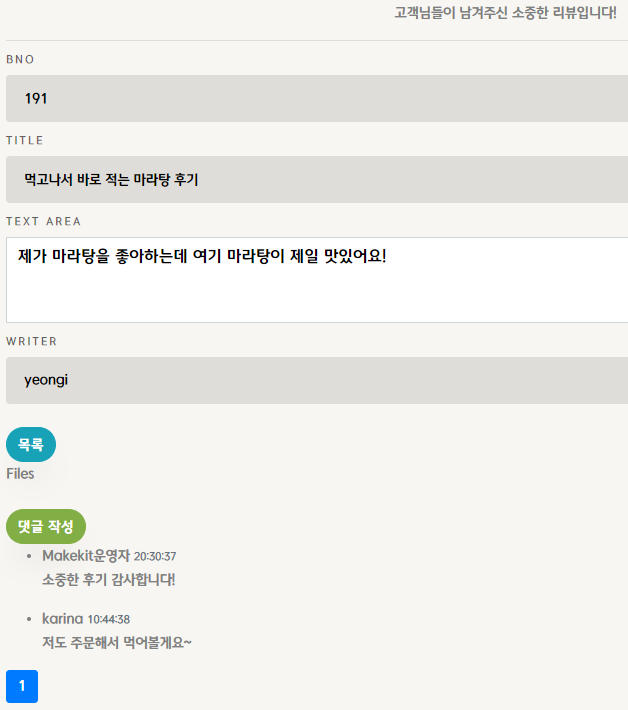 고객님들이 남겨주신 소중한 리뷰입니다!
BNO
191
TITLE
먹고나서 바로 적는 마라탕 후기
TEXT AREA
제가 마라탕을 좋아하는데 여기 마라탕이 제일 맛있어요!
WRITER
yeongi
목록
Files
댓글 작성
Makekit운영자 20:30:37
소중한 후기 감사합니다!
karina 10:44:38
저도 주문해서 먹어볼게요~
1